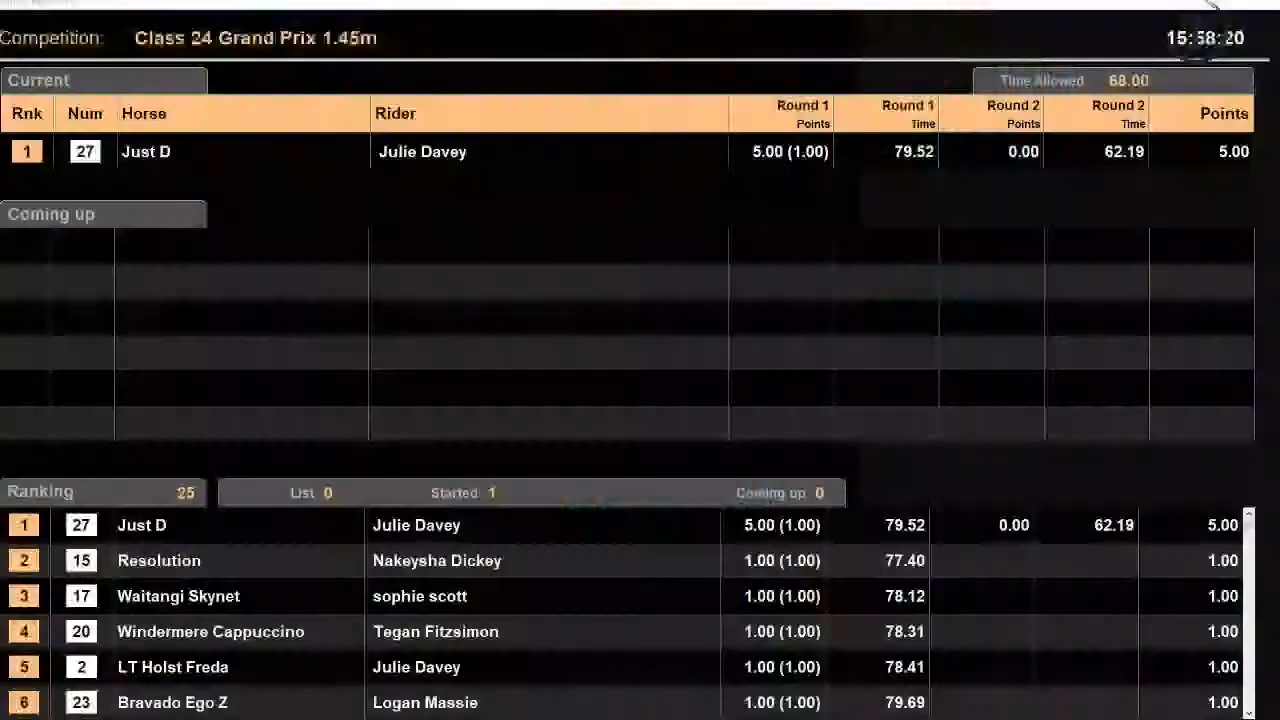 Competition: Class 24 Grand Prix 1.45m 15:58:20
Current Time Allowed 68.00
Rnk Num Horse Rider Round 1 Points Round 1 Time Round 2 Points Round 2 Time Points
1 27 Just D Julie Davey 5.00 (1.00) 79.52 0.00 62.19 5.00
Coming up
Ranking 25 List 0 Started 1 Coming up 0
1 27 Just D Julie Davey 5.00 (1.00) 79.52 0.00 62.19 5.00
2 15 Resolution Nakeysha Dickey 1.00 (1.00) 77.40 1.00
3 17 Waitangi Skynet sophie scott 1.00 (1.00) 78.12 1.00
4 20 Windermere Cappuccino Tegan Fitzsimon 1.00 (1.00) 78.31 1.00
5 2 LT Holst Freda Julie Davey 1.00 (1.00) 78.41 1.00
6 23 Bravado Ego Z Logan Massie 1.00 (1.00) 79.69 1.00